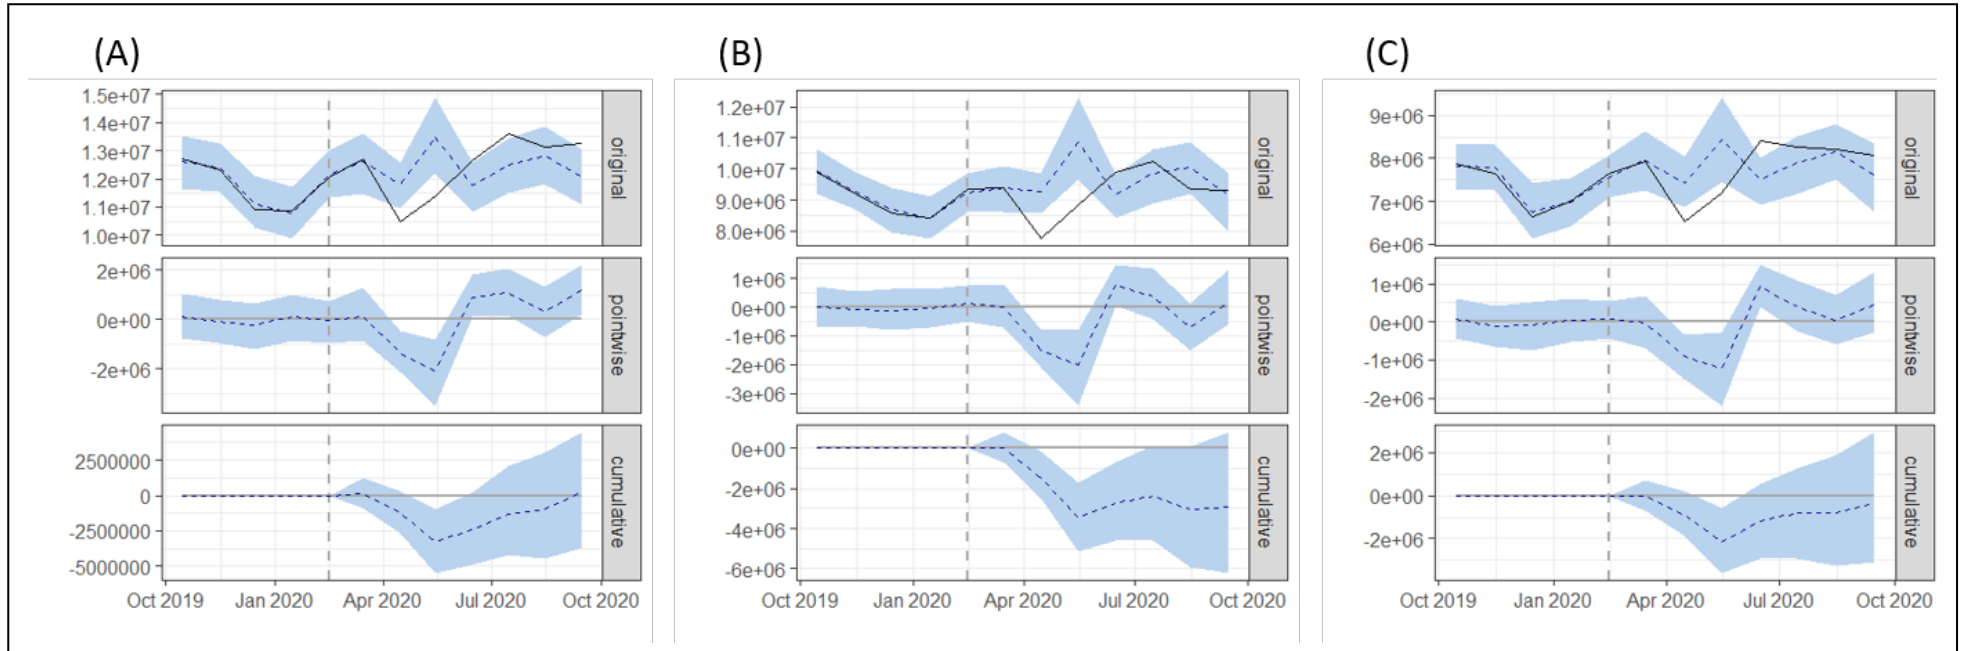 (A)
1.5e+07
1.4e+07
1.3e+07
1.2e+07
1.1e+07
1.0e+07
original
2e+06
0e+00
-2e+06
pointwise
2500000
0
-2500000
-5000000
cumulative
Oct 2019 Jan 2020 Apr 2020 Jul 2020 Oct 2020
(B)
1.2e+07
1.1e+07
1.0e+07
9.0e+06
8.0e+06
original
1e+06
0e+00
-1e+06
-2e+06
-3e+06
pointwise
0e+00
-2e+06
-4e+06
-6e+06
cumulative
Oct 2019 Jan 2020 Apr 2020 Jul 2020 Oct 2020
(C)
9e+06
8e+06
7e+06
6e+06
original
1e+06
0e+00
-1e+06
-2e+06
pointwise
2e+06
0e+00
-2e+06
cumulative
Oct 2019 Jan 2020 Apr 2020 Jul 2020 Oct 2020